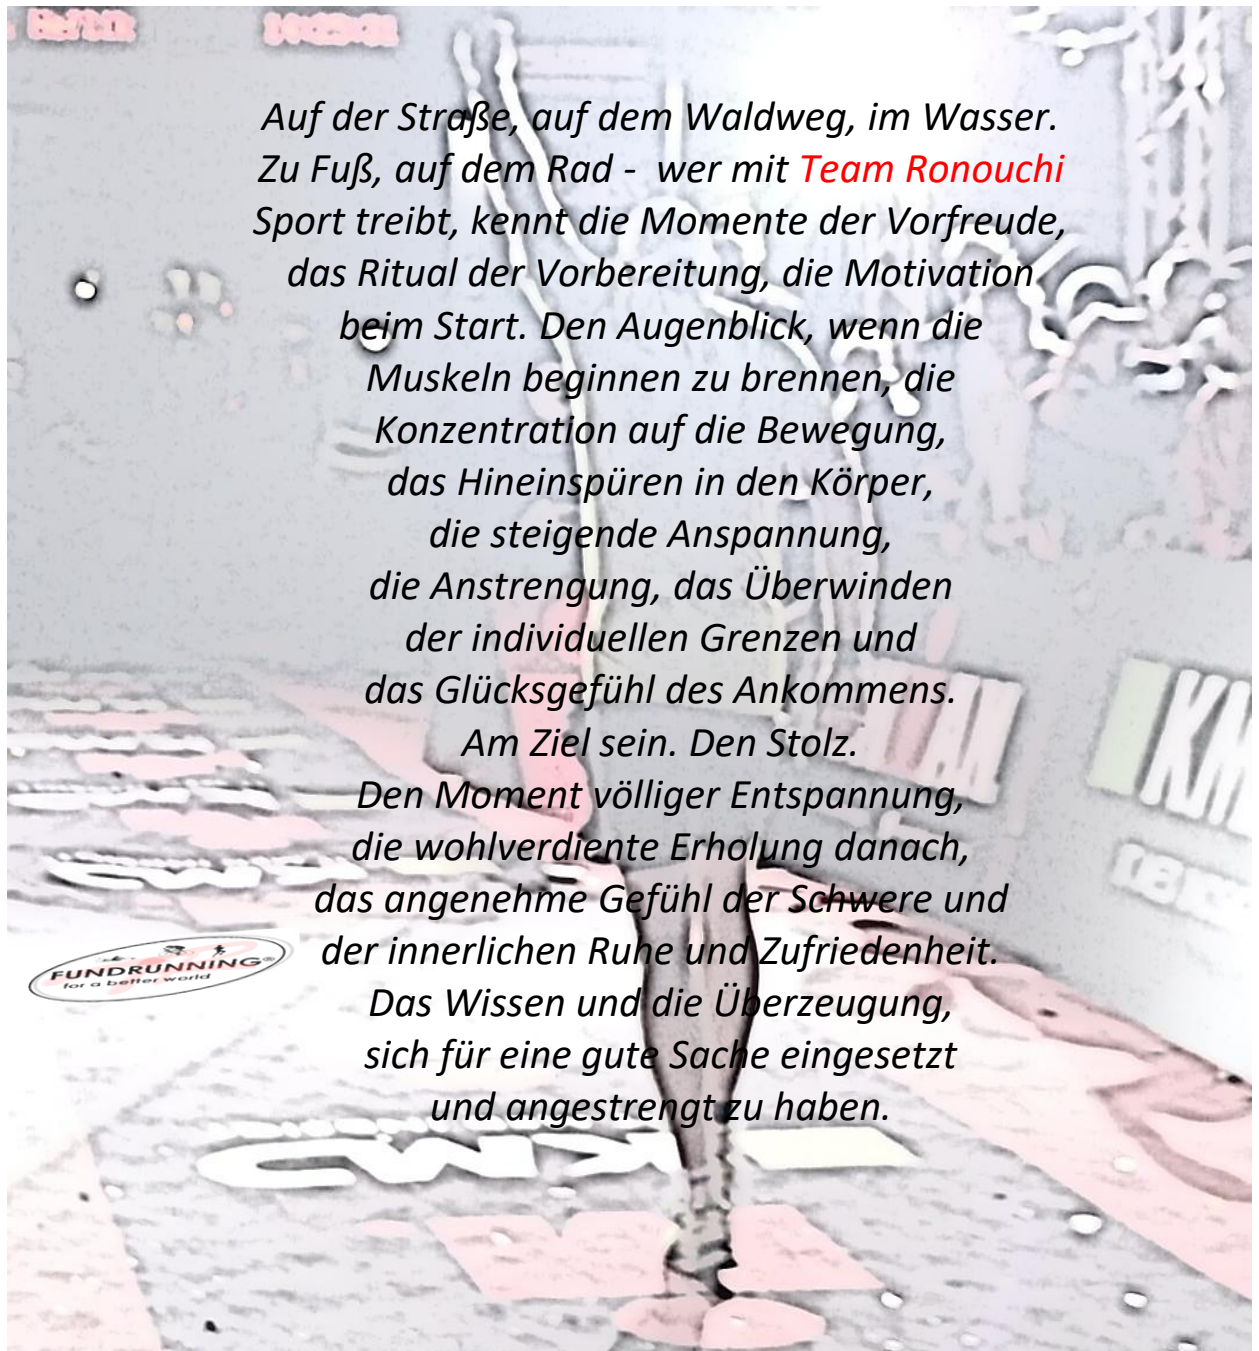 Auf der Straße, auf dem Waldweg, im Wasser.
Zu Fuß, auf dem Rad - wer mit Team Ronouchi
Sport treibt, kennt die Momente der Vorfreude,
das Ritual der Vorbereitung, die Motivation
beim Start. Den Augenblick, wenn die
Muskeln beginnen zu brennen, die
Konzentration auf die Bewegung,
das Hineinspüren in den Körper,
die steigende Anspannung,
die Anstrengung, das Überwinden
der individuellen Grenzen und
das Glücksgefühl des Ankommens.
Am Ziel sein. Den Stolz.
Den Moment völliger Entspannung,
die wohlverdiente Erholung danach,
das angenehme Gefühl der Schwere und
der innerlichen Ruhe und Zufriedenheit.
Das Wissen und die Überzeugung,
sich für eine gute Sache eingesetzt
und angestrengt zu haben.
FUNDRUNNING®
for a better world
KM